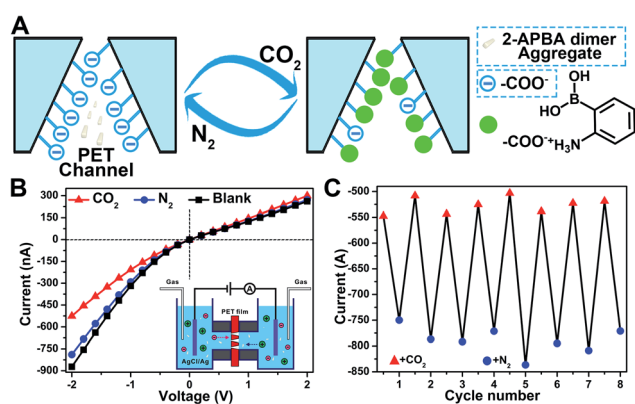 A
CO2
N2
PET
Channel
2-APBA dimer
Aggregate
-COO-
OH
HO
B
-COO-+H3N
B
CO2 N2 Blank
Current (nA)
300
150
0
-150
-300
-450
-600
-750
-900
-2
-1
0
1
2
Voltage (V)
Gas
A
Gas
PET film
AgCl/Ag
C
Current (A)
-500
-550
-600
-650
-700
-750
-800
-850
+CO2
+N2
1
2
3
4
5
6
7
8
Cycle number